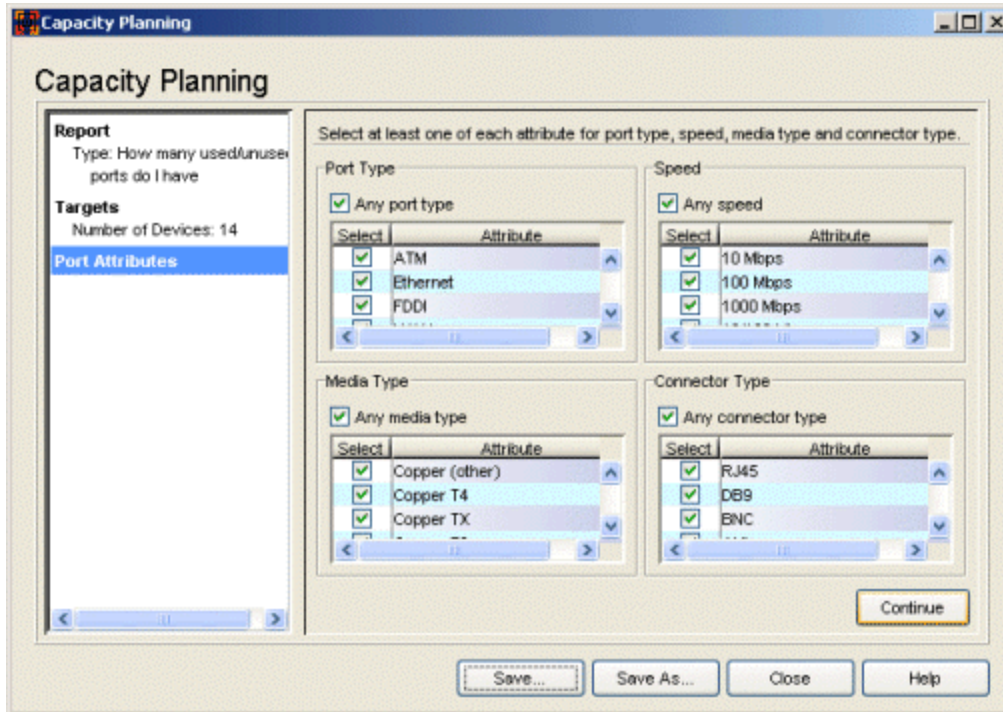 Capacity Planning
Capacity Planning
Report
Type: How many used/unuse
ports do I have
Targets
Number of Devices: 14
Port Attributes
Select at least one of each attribute for port type, speed, media type and connector type.
Port Type
Any port type
Select Attribute
ATM
Ethernet
FDDI
Speed
Any speed
Select Attribute
10 Mbps
100 Mbps
1000 Mbps
Media Type
Any media type
Select Attribute
Copper (other)
Copper T4
Copper TX
Connector Type
Any connector type
Select Attribute
RJ45
DB9
BNC
Continue
Save...
Save As...
Close
Help